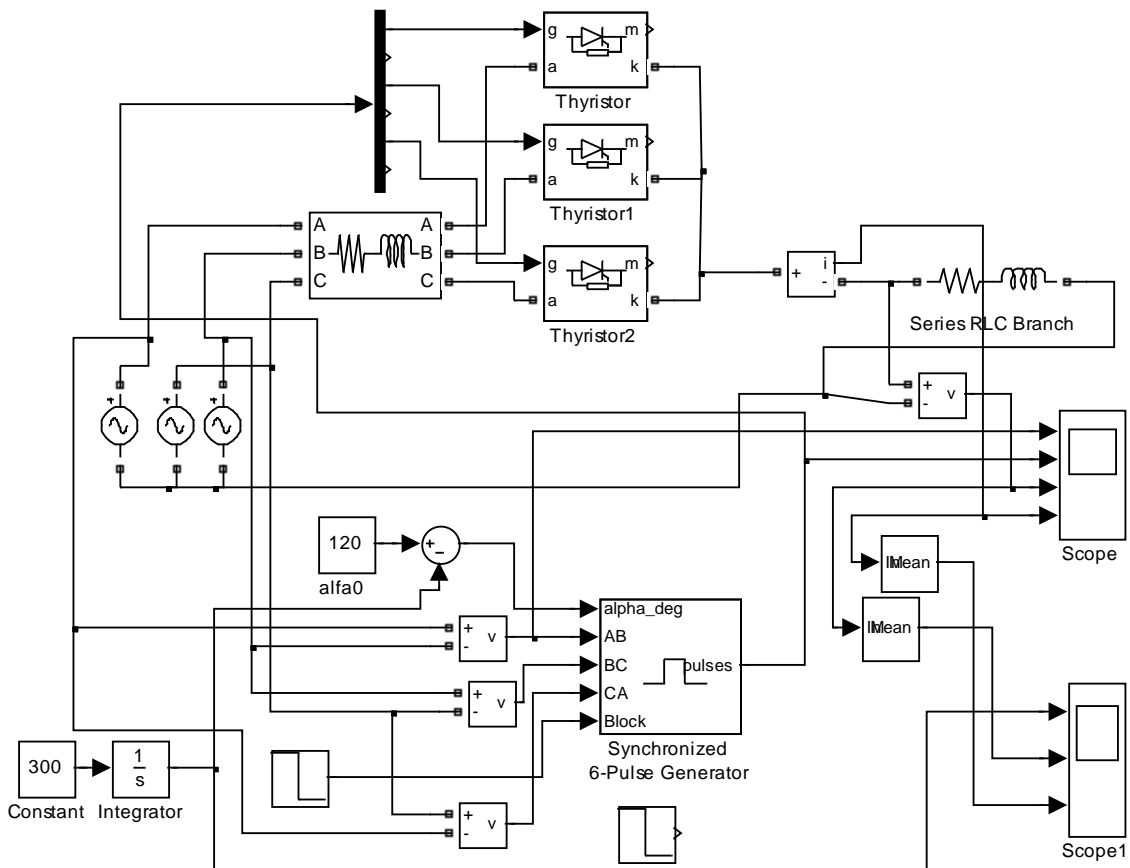 g
m
a
k
Thyristor
g
m
a
k
Thyristor1
A
A
B
B
C
C
g
m
a
k
Thyristor2
+
i
-
Series RLC Branch
+
+
+
+
-
v
120
alfa0
+
-
Scope
Mean
Mean
alpha_deg
AB
BC
CA
Block
pulses
Synchronized
6-Pulse Generator
+
-
v
+
-
v
+
-
v
300
Constant
1
s
Integrator
Scope1